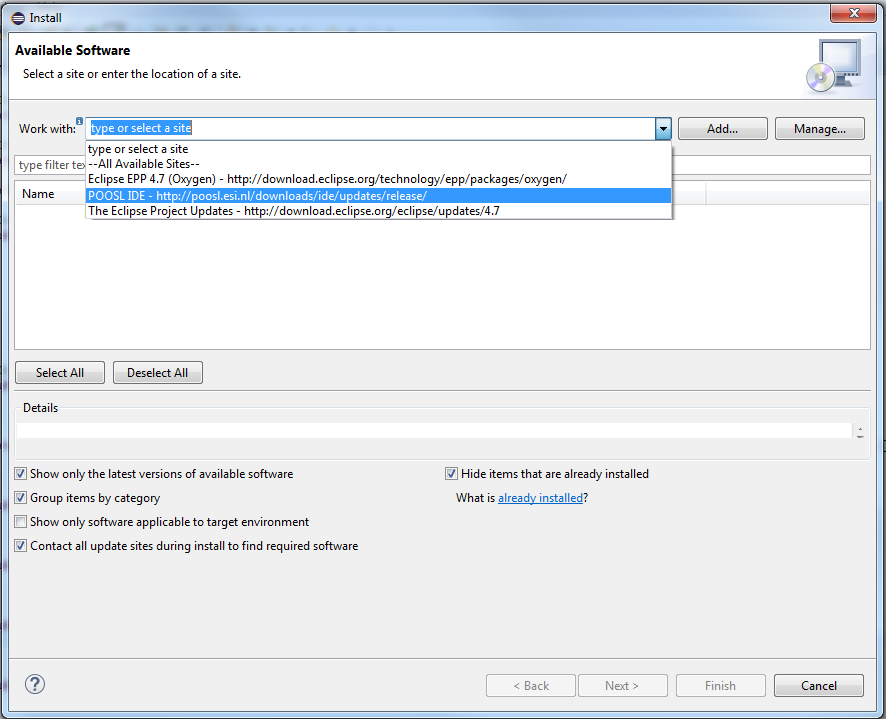 Install
Available Software
Select a site or enter the location of a site.
Work with: type or select a site Add... Manage...
type or select a site
--All Available Sites--
type filter tex
Eclipse EPP 4.7 (Oxygen) - http://download.eclipse.org/technology/epp/packages/oxygen/
Name
POOSL IDE - http://poosl.esi.nl/downloads/ide/updates/release/
The Eclipse Project Updates - http://download.eclipse.org/eclipse/updates/4.7
Select All Deselect All
Details
Show only the latest versions of available software Hide items that are already installed
Group items by category What is already installed?
Show only software applicable to target environment
Contact all update sites during install to find required software
? < Back Next > Finish Cancel